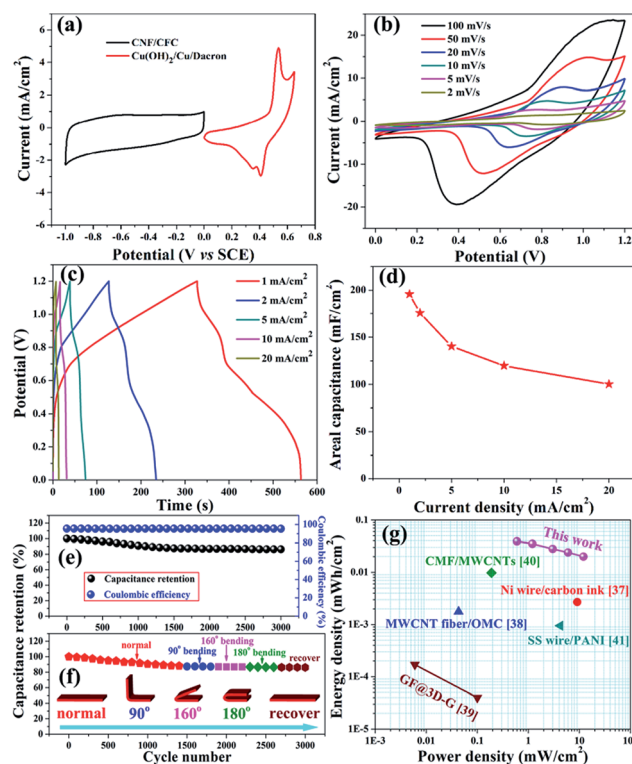 (a)
CNF/CFC
Cu(OH)2/Cu/Dacron
Current (mA/cm2)
6
4
2
0
-2
-4
-6
-1.0 -0.8 -0.6 -0.4 -0.2 0.0 0.2 0.4 0.6 0.8
Potential (V vs SCE)
(b)
100 mV/s
50 mV/s
20 mV/s
10 mV/s
5 mV/s
2 mV/s
Current (mA/cm2)
20
10
0
-10
-20
0.0 0.2 0.4 0.6 0.8 1.0 1.2
Potential (V)
(c)
1 mA/cm2
2 mA/cm2
5 mA/cm2
10 mA/cm2
20 mA/cm2
Potential (V)
1.2
1.0
0.8
0.6
0.4
0.2
0.0
0 100 200 300 400 500 600
Time (s)
(d)
Areal capacitance (mF/cm2)
200
150
100
50
0
0 5 10 15 20
Current density (mA/cm2)
(e)
Capacitance retention
Coulombic efficiency
Capacitance retention (%)
120
100
80
60
40
20
0
Coulombic efficiency (%)
100
80
60
40
20
0
0 500 1000 1500 2000 2500 3000
(f)
normal
90° bending
160° bending
180° bending
recover
normal 90° 160° 180° recover
Capacitance retention (%)
120
100
80
60
40
20
0
0 500 1000 1500 2000 2500 3000
Cycle number
(g)
This work
CMF/MWCNTs [40]
Ni wire/carbon ink [37]
MWCNT fiber/OMC [38]
SS wire/PANI [41]
GF@3D-G [39]
Energy density (mWh/cm2)
0.1
0.01
1E-3
1E-4
1E-5
1E-3 0.01 0.1 1 10 100
Power density (mW/cm2)